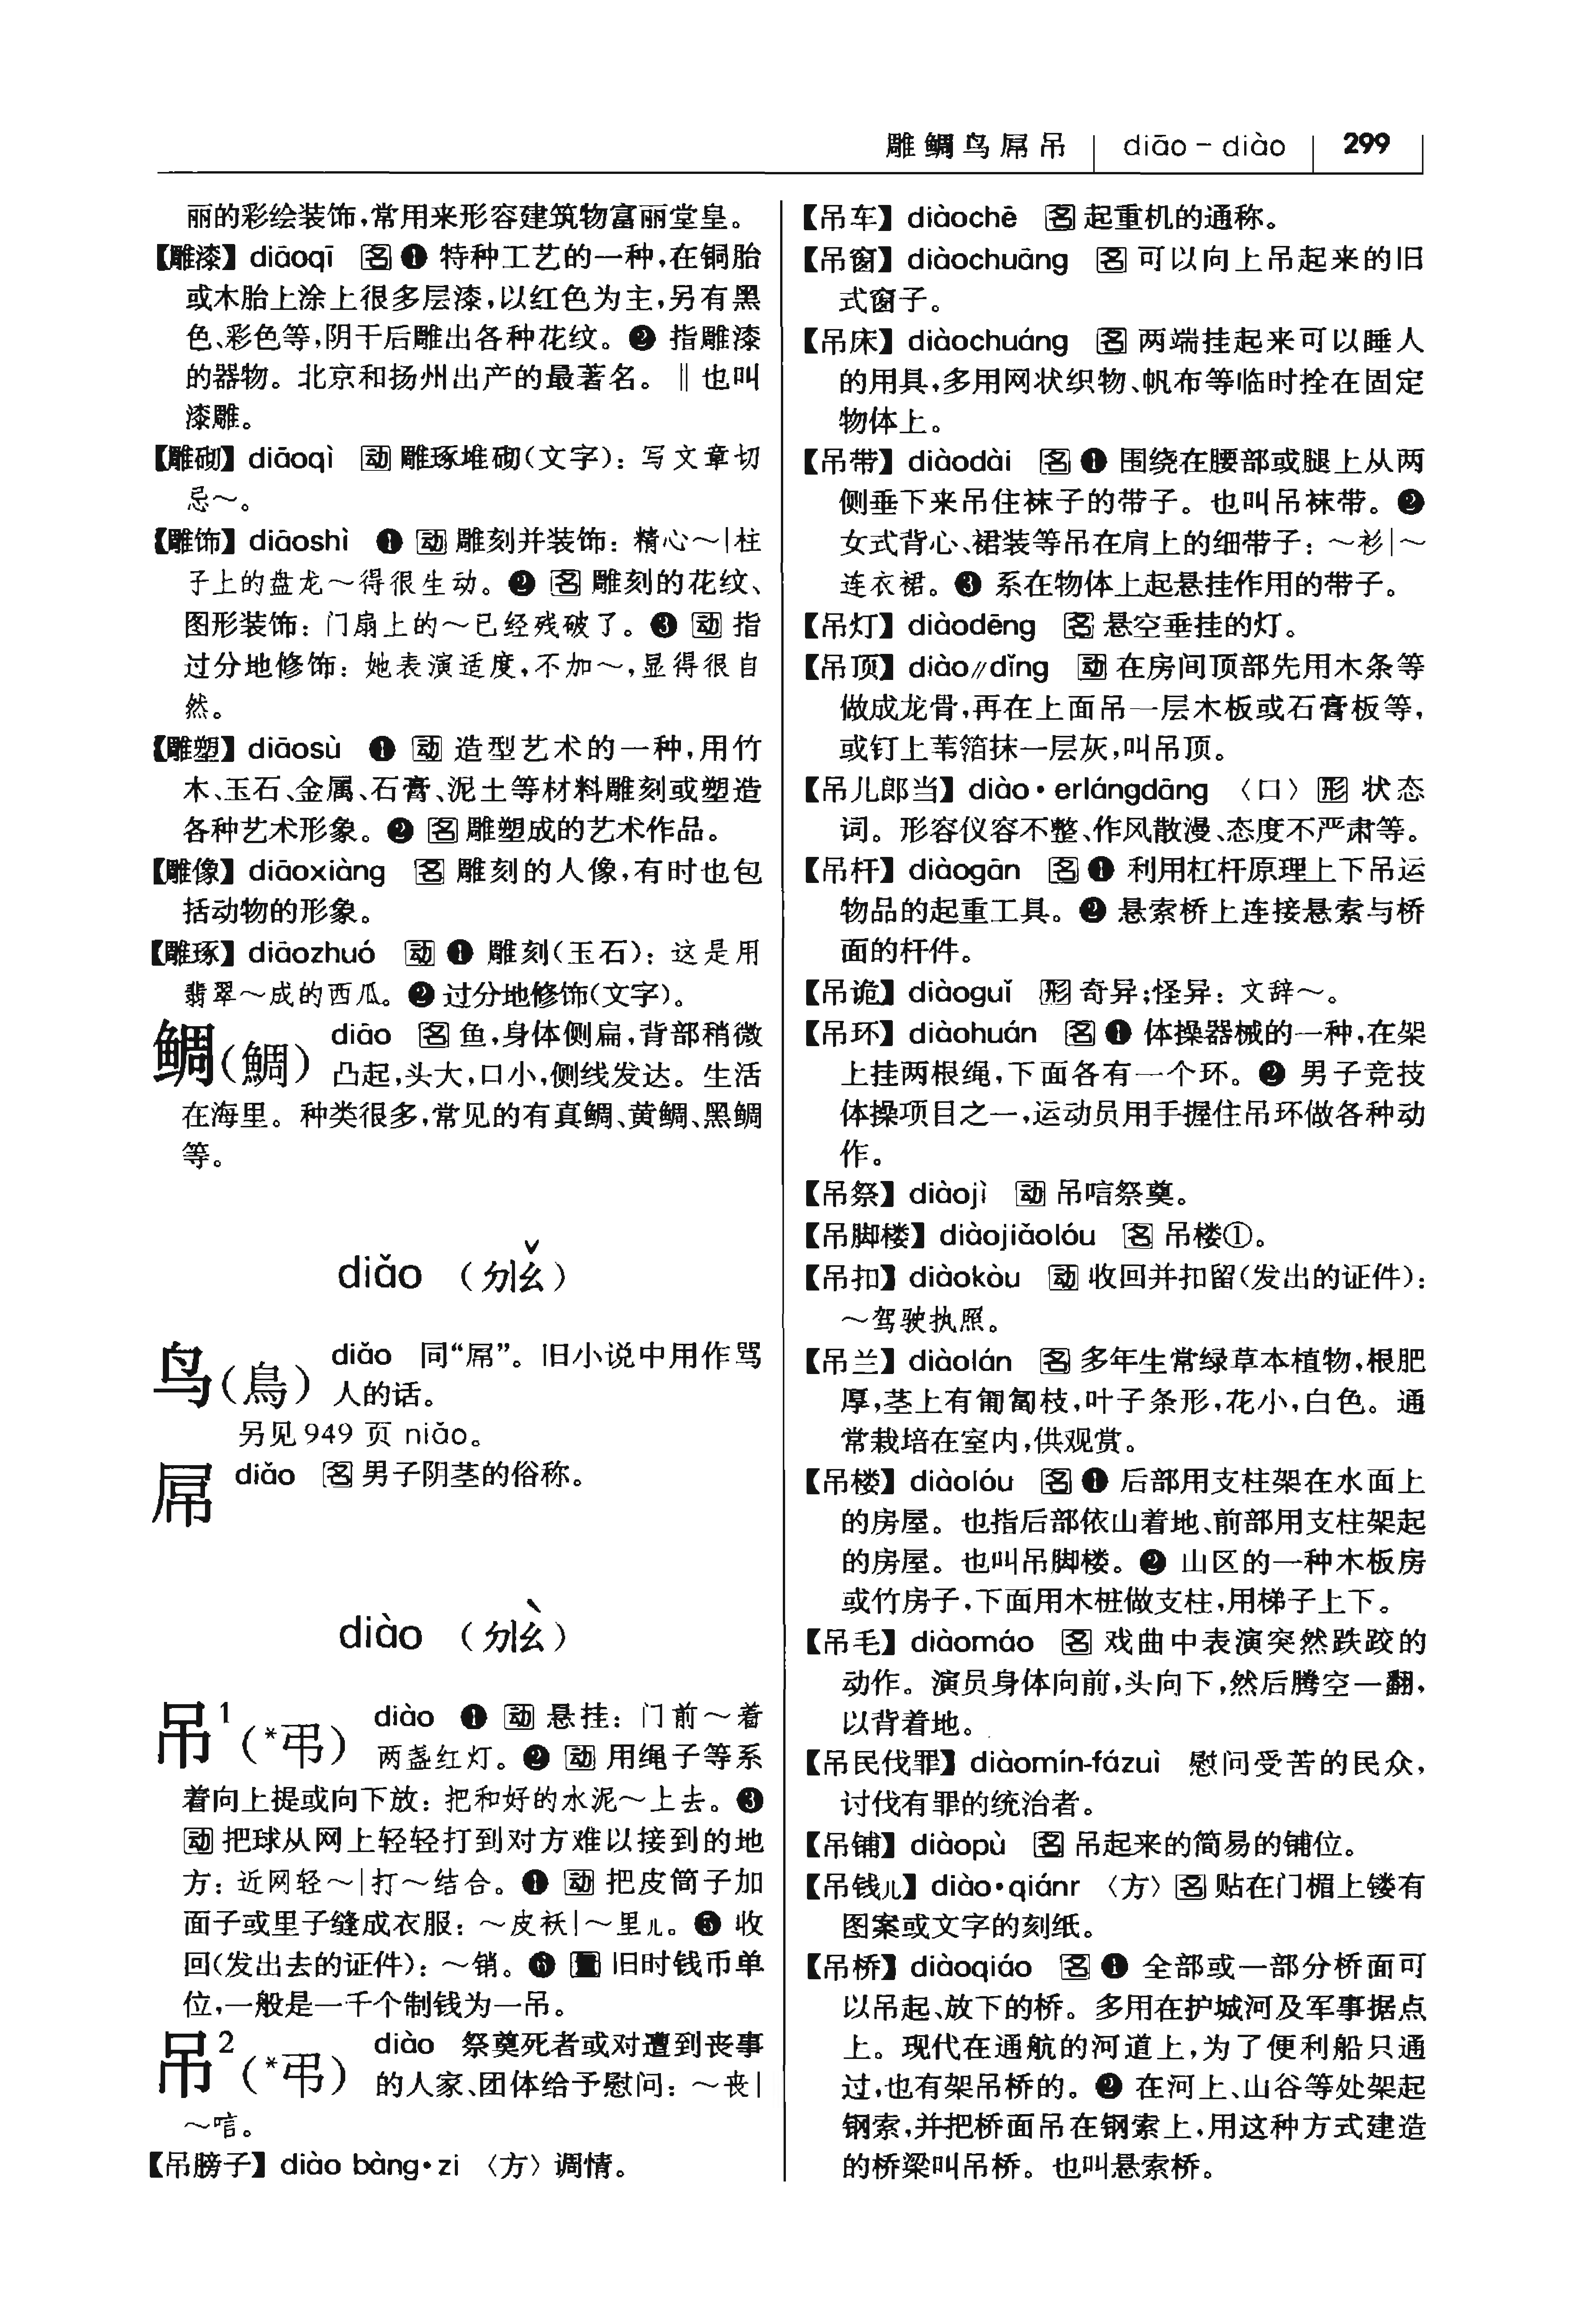 雕鲷鸟屌吊 diāo – diào 299
丽的彩绘装饰，常用来形容建筑物富丽堂皇。
【雕漆】diāoqī 名 ❶ 特种工艺的一种，在铜胎
或木胎上涂上很多层漆，以红色为主，另有黑
色、彩色等，阴干后雕出各种花纹。❷ 指雕漆
的器物。北京和扬州出产的最著名。‖也叫
漆雕。
【雕砌】diāoqì 动 雕琢堆砌（文字）：写文章切
忌～。
【雕饰】diāoshì ❶ 动 雕刻并装饰：精心～|柱
子上的盘龙～得很生动。❷ 名 雕刻的花纹、
图形装饰：门扇上的～已经残破了。❸ 动 指
过分地修饰：她表演适度，不加～，显得很自
然。
【雕塑】diāosù ❶ 动 造型艺术的一种，用竹
木、玉石、金属、石膏、泥土等材料雕刻或塑造
各种艺术形象。❷ 名 雕塑成的艺术作品。
【雕像】diāoxiàng 名 雕刻的人像，有时也包
括动物的形象。
【雕琢】diāozhuó 动 ❶ 雕刻（玉石）：这是用
翡翠～成的西瓜。❷ 过分地修饰（文字）。
鲷（鯛） diāo 名 鱼，身体侧扁，背部稍微
凸起，头大，口小，侧线发达。生活
在海里。种类很多，常见的有真鲷、黄鲷、黑鲷
等。
diǎo （ㄉㄧㄠˇ）
鸟（鳥） diǎo 同“屌”。旧小说中用作骂
人的话。
另见949 页 niǎo。
屌 diǎo 名 男子阴茎的俗称。
diào （ㄉㄧㄠˋ）
吊1（*弔） diào ❶ 动 悬挂：门前～着
两盏红灯。❷ 动 用绳子等系
着向上提或向下放：把和好的水泥～上去。❸
动 把球从网上轻轻打到对方难以接到的地
方：近网轻～|打～结合。❹ 动 把皮筒子加
面子或里子缝成衣服：～皮袄|～里儿。❺ 收
回（发出去的证件）：～销。❻ 量 旧时钱币单
位，一般是一千个制钱为一吊。
吊2（*弔） diào 祭奠死者或对遭到丧事
的人家、团体给予慰问：～丧|
～唁。
【吊膀子】diào bàng•zi 〈方〉调情。
【吊车】diàochē 名 起重机的通称。
【吊窗】diàochuāng 名 可以向上吊起来的旧
式窗子。
【吊床】diàochuáng 名 两端挂起来可以睡人
的用具，多用网状织物、帆布等临时拴在固定
物体上。
【吊带】diàodài 名 ❶ 围绕在腰部或腿上从两
侧垂下来吊住袜子的带子。也叫吊袜带。❷
女式背心、裙装等吊在肩上的细带子：～衫|～
连衣裙。❸ 系在物体上起悬挂作用的带子。
【吊灯】diàodēng 名 悬空垂挂的灯。
【吊顶】diào∥dǐng 动 在房间顶部先用木条等
做成龙骨，再在上面吊一层木板或石膏板等，
或钉上苇箔抹一层灰，叫吊顶。
【吊儿郎当】diào•erlángdāng 〈口〉形 状态
词。形容仪容不整、作风散漫、态度不严肃等。
【吊杆】diàogān 名 ❶ 利用杠杆原理上下吊运
物品的起重工具。❷ 悬索桥上连接悬索与桥
面的杆件。
【吊诡】diàoguǐ 形 奇异；怪异：文辞～。
【吊环】diàohuán 名 ❶ 体操器械的一种，在架
上挂两根绳，下面各有一个环。❷ 男子竞技
体操项目之一，运动员用手握住吊环做各种动
作。
【吊祭】diàojì 动 吊唁祭奠。
【吊脚楼】diàojiǎolóu 名 吊楼①。
【吊扣】diàokòu 动 收回并扣留（发出的证件）：
～驾驶执照。
【吊兰】diàolán 名 多年生常绿草本植物，根肥
厚，茎上有匍匐枝，叶子条形，花小，白色。通
常栽培在室内，供观赏。
【吊楼】diàolóu 名 ❶ 后部用支柱架在水面上
的房屋。也指后部依山着地、前部用支柱架起
的房屋。也叫吊脚楼。❷ 山区的一种木板房
或竹房子，下面用木桩做支柱，用梯子上下。
【吊毛】diàomáo 名 戏曲中表演突然跌跤的
动作。演员身体向前，头向下，然后腾空一翻，
以背着地。
【吊民伐罪】diàomín-fázuì 慰问受苦的民众，
讨伐有罪的统治者。
【吊铺】diàopù 名 吊起来的简易的铺位。
【吊钱儿】diào•qiánr 〈方〉名 贴在门楣上镂有
图案或文字的刻纸。
【吊桥】diàoqiáo 名 ❶ 全部或一部分桥面可
以吊起、放下的桥。多用在护城河及军事据点
上。现代在通航的河道上，为了便利船只通
过，也有架吊桥的。❷ 在河上、山谷等处架起
钢索，并把桥面吊在钢索上，用这种方式建造
的桥梁叫吊桥。也叫悬索桥。